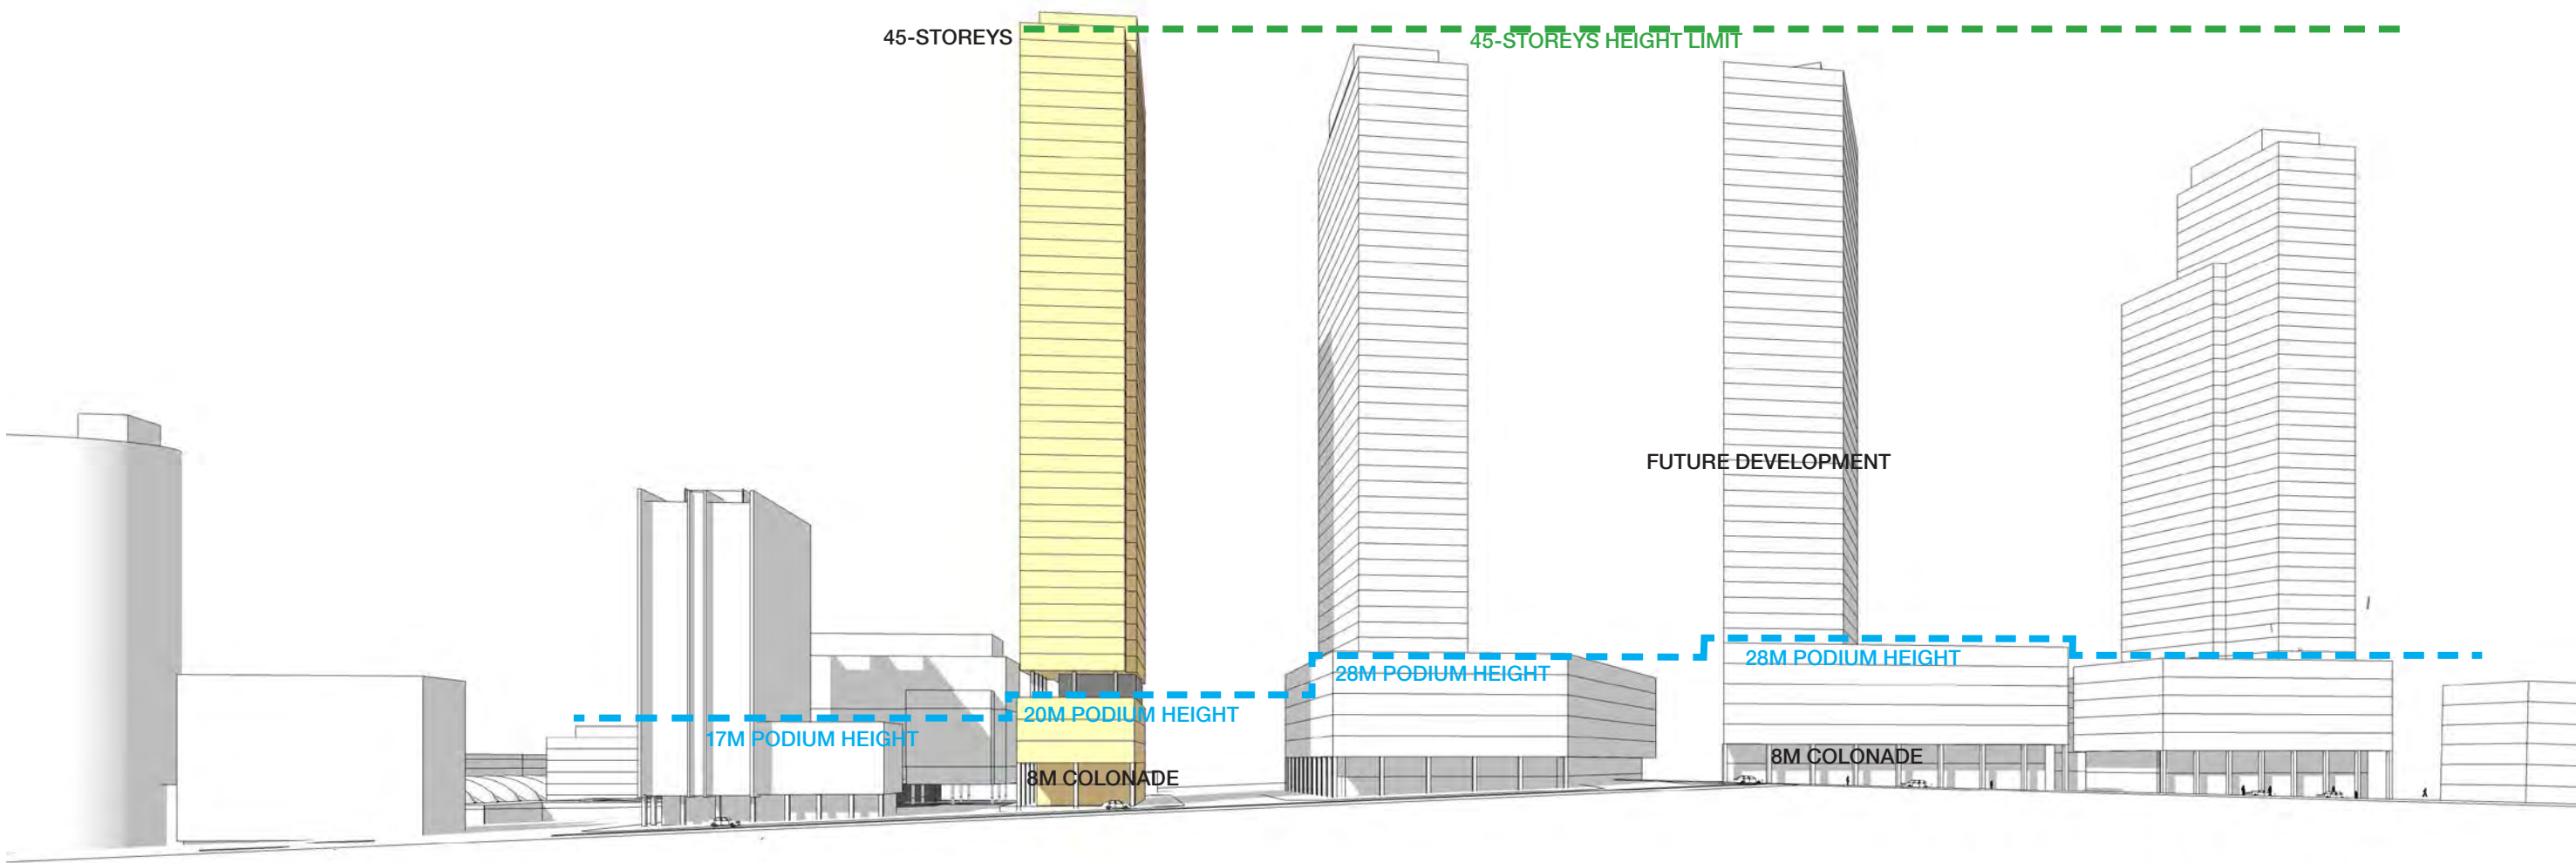 45-STOREYS
45-STOREYS HEIGHT LIMIT
FUTURE DEVELOPMENT
28M PODIUM HEIGHT
28M PODIUM HEIGHT
20M PODIUM HEIGHT
17M PODIUM HEIGHT
8M COLONADE
8M COLONADE